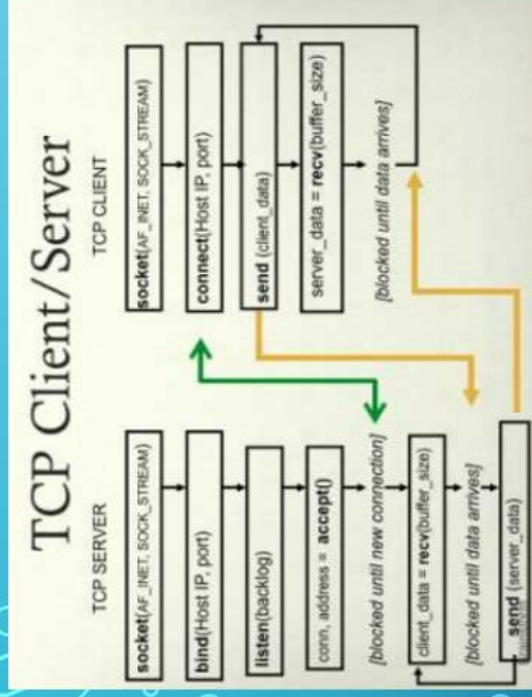 TCP Client/Server
TCP SERVER
socket(AF_INET, SOCK_STREAM)
bind(Host IP, port)
listen(backlog)
conn, address = accept()
[blocked until new connection]
client_data = recv(buffer_size)
[blocked until data arrives]
send (server_data)
TCP CLIENT
socket(AF_INET, SOCK_STREAM)
connect(Host IP, port)
send (client_data)
server_data = recv(buffer_size)
[blocked until data arrives]